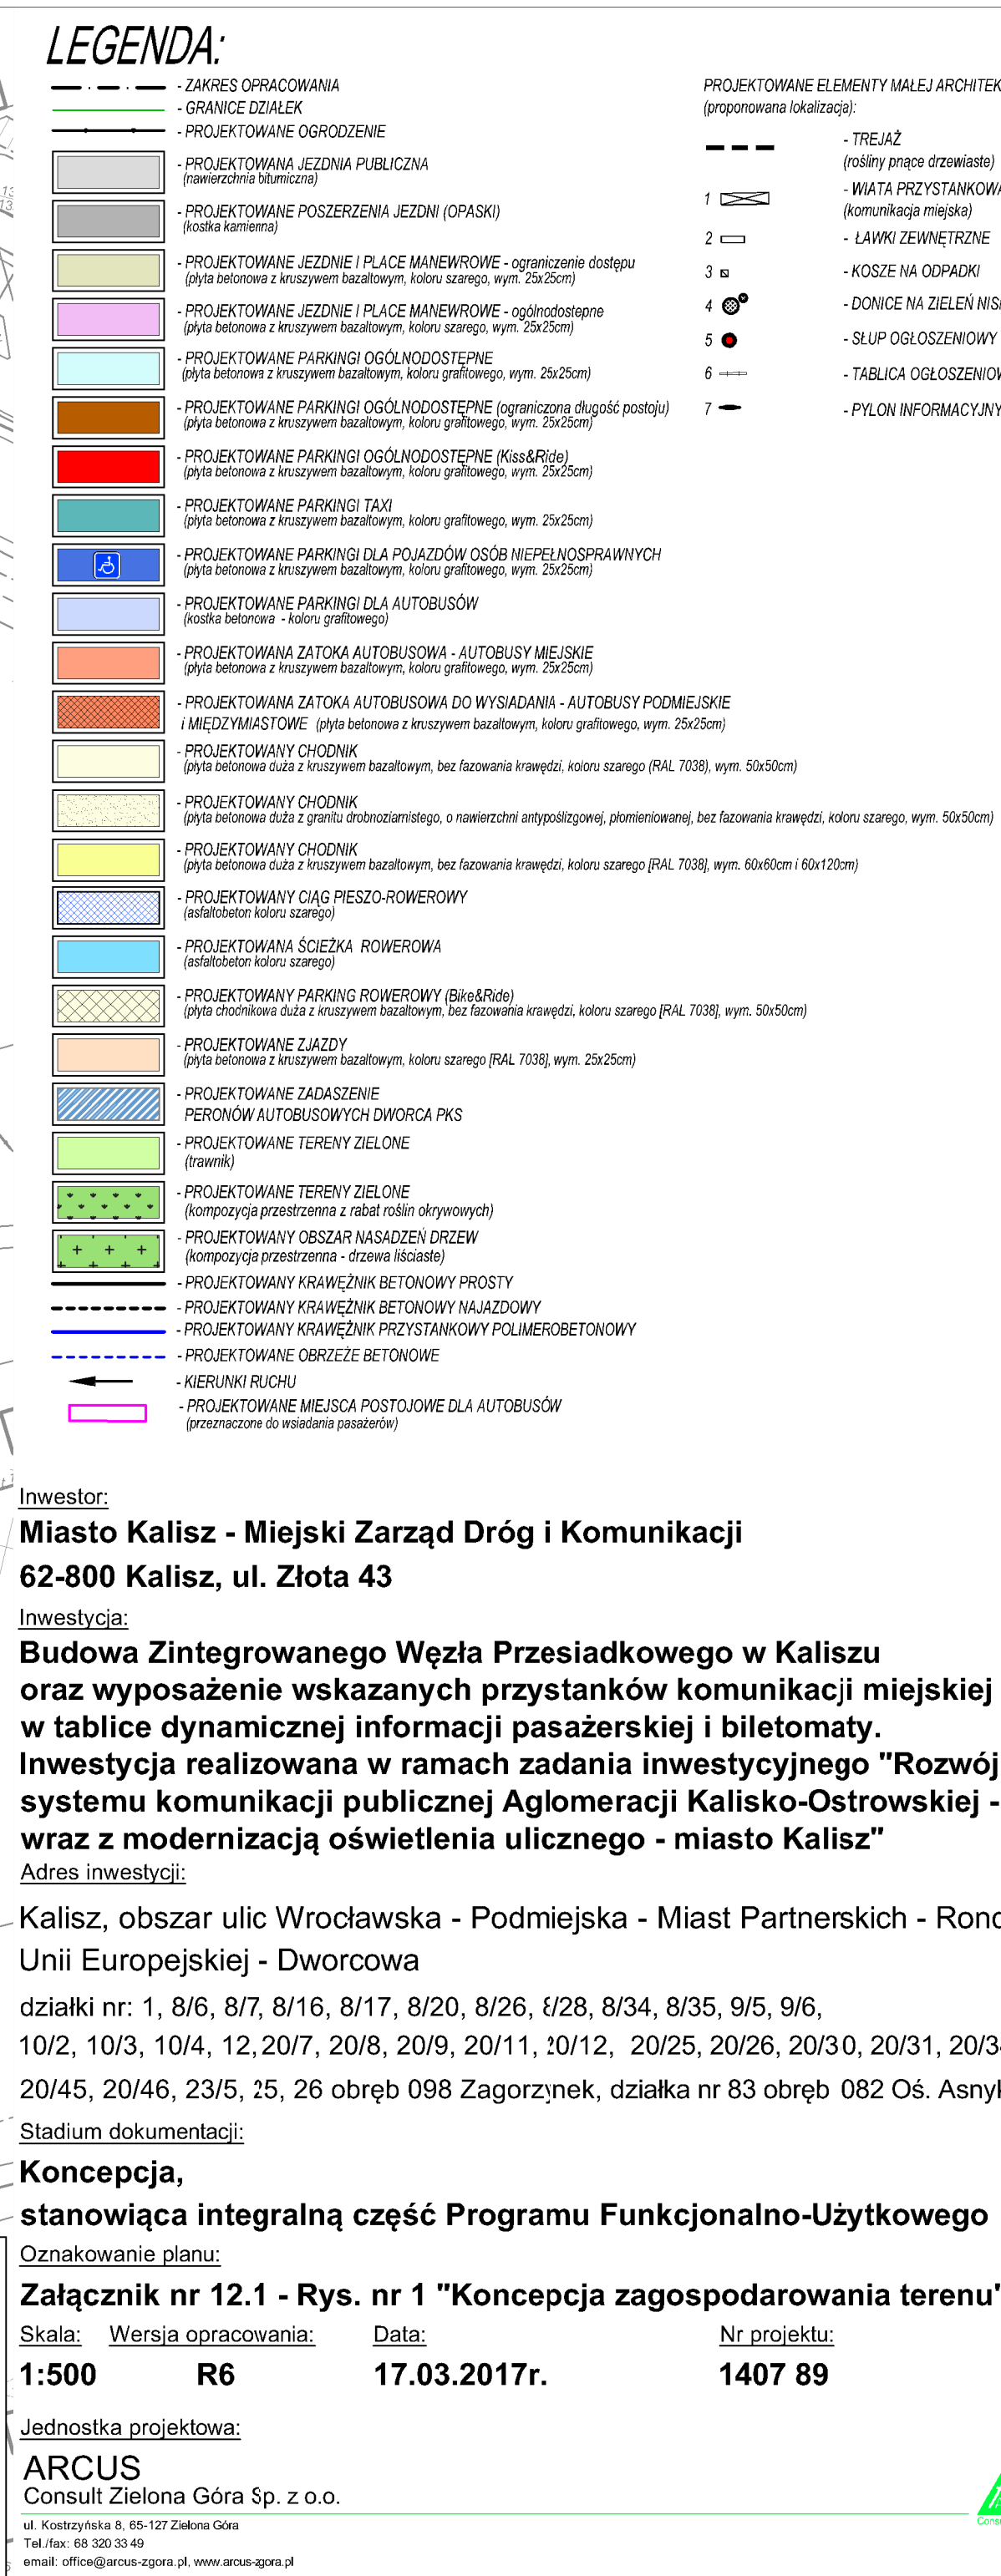 LEGENDA:
- ZAKRES OPRACOWANIA
- GRANICE DZIAŁEK
- PROJEKTOWANE OGRODZENIE
- PROJEKTOWANA JEZDNIA PUBLICZNA
(nawierzchnia bitumiczna)
- PROJEKTOWANE POSZERZENIA JEZDNI (OPASKI)
(kostka kamienna)
- PROJEKTOWANE JEZDNIE I PLACE MANEWROWE - ograniczenie dostępu
(płyta betonowa z kruszywem bazaltowym, koloru szarego, wym. 25x25cm)
- PROJEKTOWANE JEZDNIE I PLACE MANEWROWE - ogólnodostepne
(płyta betonowa z kruszywem bazaltowym, koloru szarego, wym. 25x25cm)
- PROJEKTOWANE PARKINGI OGÓLNODOSTĘPNE
(płyta betonowa z kruszywem bazaltowym, koloru grafitowego, wym. 25x25cm)
- PROJEKTOWANE PARKINGI OGÓLNODOSTĘPNE (ograniczona długość postoju)
(płyta betonowa z kruszywem bazaltowym, koloru grafitowego, wym. 25x25cm)
- PROJEKTOWANE PARKINGI OGÓLNODOSTĘPNE (Kiss&Ride)
(płyta betonowa z kruszywem bazaltowym, koloru grafitowego, wym. 25x25cm)
- PROJEKTOWANE PARKINGI TAXI
(płyta betonowa z kruszywem bazaltowym, koloru grafitowego, wym. 25x25cm)
- PROJEKTOWANE PARKINGI DLA POJAZDÓW OSÓB NIEPEŁNOSPRAWNYCH
(płyta betonowa z kruszywem bazaltowym, koloru grafitowego, wym. 25x25cm)
- PROJEKTOWANE PARKINGI DLA AUTOBUSÓW
(kostka betonowa - koloru grafitowego)
- PROJEKTOWANA ZATOKA AUTOBUSOWA - AUTOBUSY MIEJSKIE
(płyta betonowa z kruszywem bazaltowym, koloru grafitowego, wym. 25x25cm)
- PROJEKTOWANA ZATOKA AUTOBUSOWA DO WYSIADANIA - AUTOBUSY PODMIEJSKIE
i MIĘDZYMIASTOWE (płyta betonowa z kruszywem bazaltowym, koloru grafitowego, wym. 25x25cm)
- PROJEKTOWANY CHODNIK
(płyta betonowa duża z kruszywem bazaltowym, bez fazowania krawędzi, koloru szarego (RAL 7038), wym. 50x50cm)
- PROJEKTOWANY CHODNIK
(płyta betonowa duża z granitu drobnoziarnistego, o nawierzchni antypoślizgowej, płomieniowanej, bez fazowania krawędzi, koloru szarego, wym. 50x50cm)
- PROJEKTOWANY CHODNIK
(płyta betonowa duża z kruszywem bazaltowym, bez fazowania krawędzi, koloru szarego [RAL 7038], wym. 60x60cm i 60x120cm)
- PROJEKTOWANY CIĄG PIESZO-ROWEROWY
(asfaltobeton koloru szarego)
- PROJEKTOWANA ŚCIEŻKA ROWEROWA
(asfaltobeton koloru szarego)
- PROJEKTOWANY PARKING ROWEROWY (Bike&Ride)
(płyta chodnikowa duża z kruszywem bazaltowym, bez fazowania krawędzi, koloru szarego [RAL 7038], wym. 50x50cm)
- PROJEKTOWANE ZJAZDY
(płyta betonowa z kruszywem bazaltowym, koloru szarego [RAL 7038], wym. 25x25cm)
- PROJEKTOWANE ZADASZENIE
PERONÓW AUTOBUSOWYCH DWORCA PKS
- PROJEKTOWANE TERENY ZIELONE
(trawnik)
- PROJEKTOWANE TERENY ZIELONE
(kompozycja przestrzenna z rabat roślin okrywowych)
- PROJEKTOWANY OBSZAR NASADZEŃ DRZEW
(kompozycja przestrzenna - drzewa liściaste)
- PROJEKTOWANY KRAWĘŻNIK BETONOWY PROSTY
- PROJEKTOWANY KRAWĘŻNIK BETONOWY NAJAZDOWY
- PROJEKTOWANY KRAWĘŻNIK PRZYSTANKOWY POLIMEROBETONOWY
- PROJEKTOWANE OBRZEŻE BETONOWE
- KIERUNKI RUCHU
- PROJEKTOWANE MIEJSCA POSTOJOWE DLA AUTOBUSÓW
(przeznaczone do wsiadania pasażerów)
PROJEKTOWANE ELEMENTY MAŁEJ ARCHITEK
(proponowana lokalizacja):
- TREJAŻ
(rośliny pnące drzewiaste)
1 - WIATA PRZYSTANKOWA
(komunikacja miejska)
2 - ŁAWKI ZEWNĘTRZNE
3 - KOSZE NA ODPADKI
4 - DONICE NA ZIELEŃ NIS
5 - SŁUP OGŁOSZENIOWY
6 - TABLICA OGŁOSZENIOW
7 - PYLON INFORMACYJNY
Inwestor:
Miasto Kalisz - Miejski Zarząd Dróg i Komunikacji
62-800 Kalisz, ul. Złota 43
Inwestycja:
Budowa Zintegrowanego Węzła Przesiadkowego w Kaliszu
oraz wyposażenie wskazanych przystanków komunikacji miejskiej
w tablice dynamicznej informacji pasażerskiej i biletomaty.
Inwestycja realizowana w ramach zadania inwestycyjnego "Rozwój
systemu komunikacji publicznej Aglomeracji Kalisko-Ostrowskiej -
wraz z modernizacją oświetlenia ulicznego - miasto Kalisz"
Adres inwestycji:
Kalisz, obszar ulic Wrocławska - Podmiejska - Miast Partnerskich - Rond
Unii Europejskiej - Dworcowa
działki nr: 1, 8/6, 8/7, 8/16, 8/17, 8/20, 8/26, 8/28, 8/34, 8/35, 9/5, 9/6,
10/2, 10/3, 10/4, 12, 20/7, 20/8, 20/9, 20/11, 20/12, 20/25, 20/26, 20/30, 20/31, 20/3
20/45, 20/46, 23/5, 25, 26 obręb 098 Zagorzynek, działka nr 83 obręb 082 Oś. Asnyk
Stadium dokumentacji:
Koncepcja,
stanowiąca integralną część Programu Funkcjonalno-Użytkowego
Oznakowanie planu:
Załącznik nr 12.1 - Rys. nr 1 "Koncepcja zagospodarowania terenu"
Skala: Wersja opracowania: Data: Nr projektu:
1:500 R6 17.03.2017r. 1407 89
Jednostka projektowa:
ARCUS
Consult Zielona Góra Sp. z o.o.
ul. Kostrzyńska 8, 65-127 Zielona Góra
Tel./fax: 68 320 33 49
email: office@arcus-zgora.pl, www.arcus-zgora.pl